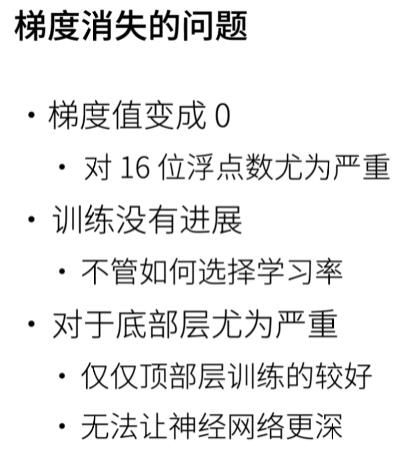 梯度消失的问题
• 梯度值变成 0
• 对 16 位浮点数尤为严重
• 训练没有进展
• 不管如何选择学习率
• 对于底部层尤为严重
• 仅仅顶部层训练的较好
• 无法让神经网络更深